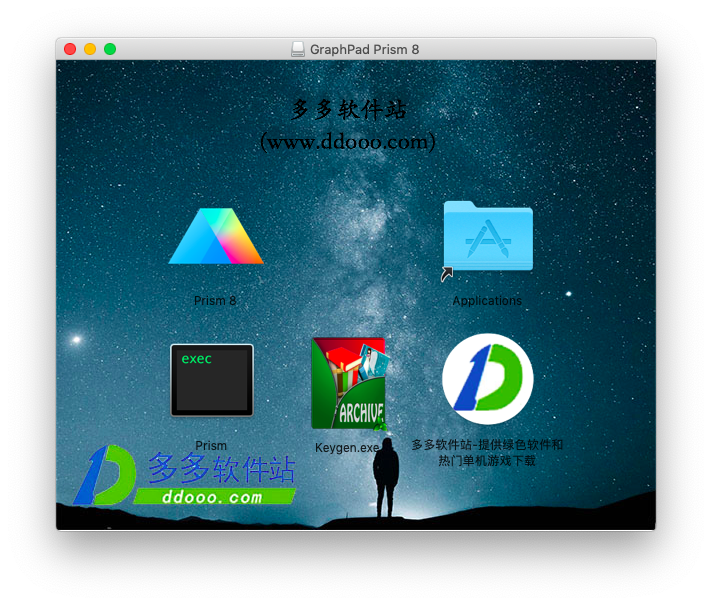 GraphPad Prism 8
多多软件站
(www.ddooo.com)
Prism 8
Applications
exec
ARCHIVE
Prism
Keygen.exe
多多软件站-提供绿色软件和
热门单机游戏下载
多多软件站
ddooo.com